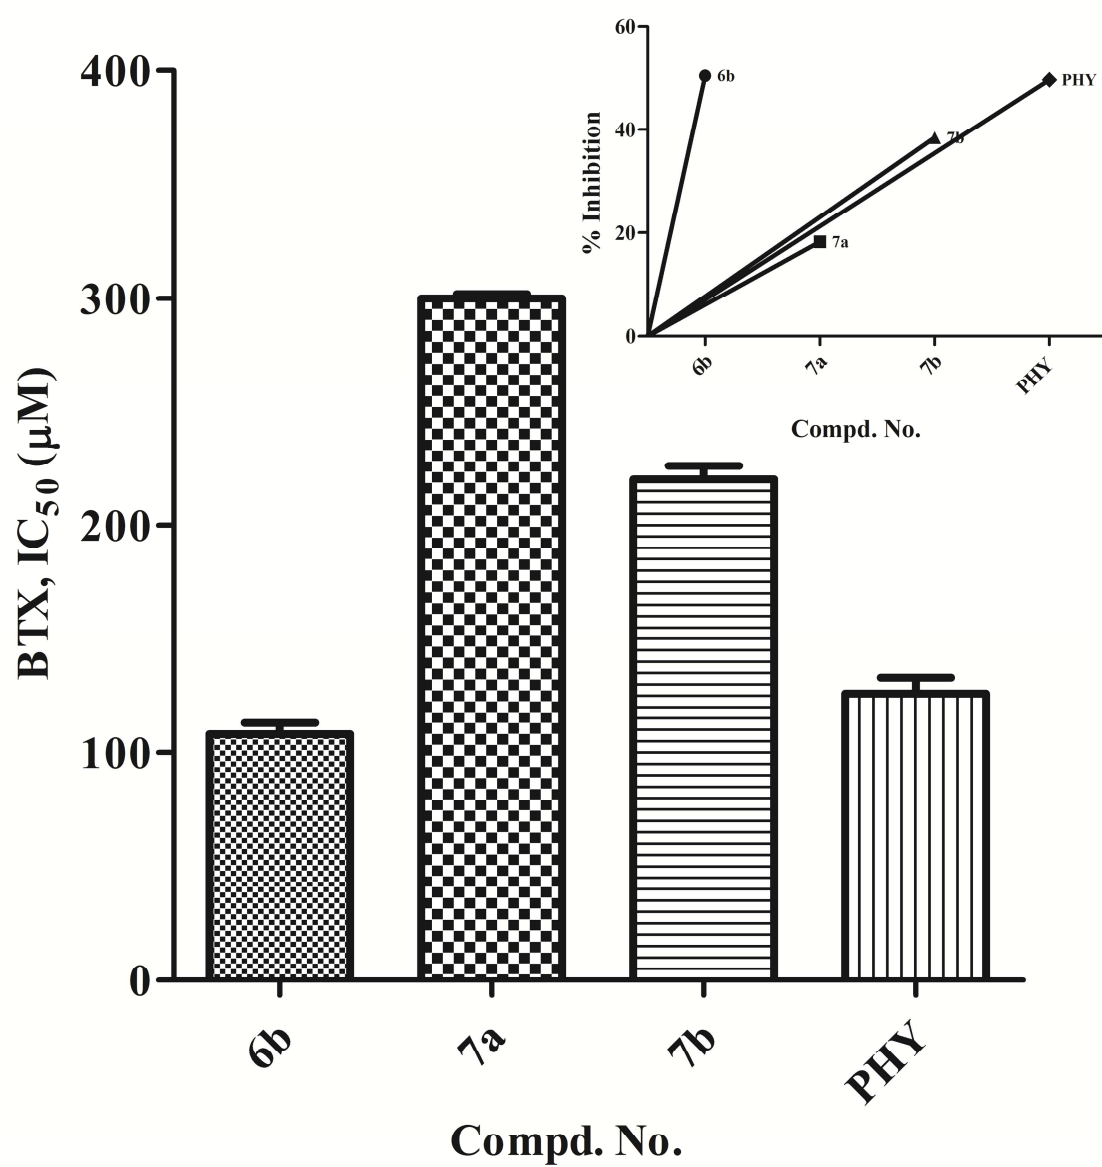 BTX, IC50 (μM)
400
300
200
100
0
6b
7a
7b
PHY
Compd. No.
% Inhibition
60
40
20
0
6b
7a
7b
PHY
6b
7a
7b
PHY
Compd. No.